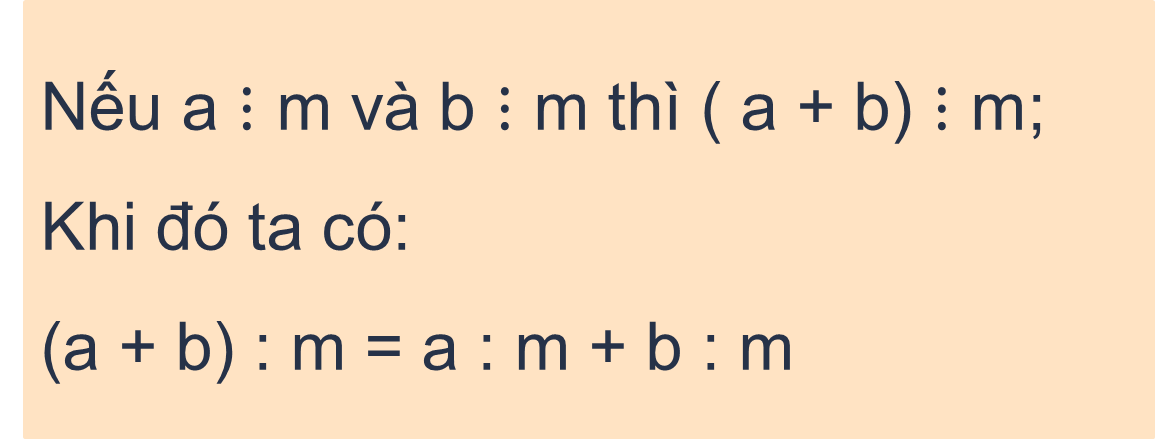 Nếu a ⋮ m và b ⋮ m thì ( a + b) ⋮ m;
Khi đó ta có:
(a + b) : m = a : m + b : m